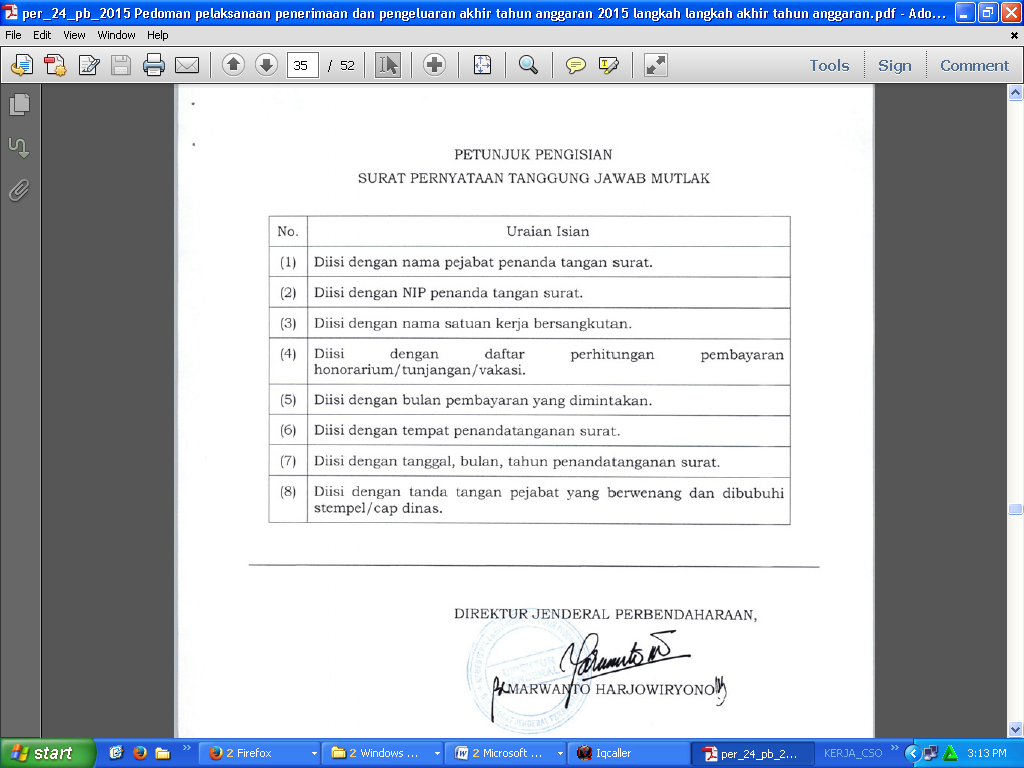 per_24_pb_2015 Pedoman pelaksanaan penerimaan dan pengeluaran akhir tahun anggaran 2015 langkah langkah akhir tahun anggaran.pdf - Ado...
File Edit View Window Help
35 / 52
Tools Sign Comment
PETUNJUK PENGISIAN
SURAT PERNYATAAN TANGGUNG JAWAB MUTLAK
No. Uraian Isian
(1) Diisi dengan nama pejabat penanda tangan surat.
(2) Diisi dengan NIP penanda tangan surat.
(3) Diisi dengan nama satuan kerja bersangkutan.
(4) Diisi dengan daftar perhitungan pembayaran
honorarium/tunjangan/vakasi.
(5) Diisi dengan bulan pembayaran yang dimintakan.
(6) Diisi dengan tempat penandatanganan surat.
(7) Diisi dengan tanggal, bulan, tahun penandatanganan surat.
(8) Diisi dengan tanda tangan pejabat yang berwenang dan dibubuhi
stempel/cap dinas.
DIREKTUR JENDERAL PERBENDAHARAAN,
DIREKTUR
JENDERAL
MARWANTO HARJOWIRYONO
start 2 Firefox 2 Windows ... 2 Microsoft ... Iqcaller per_24_pb_2... KERJA_CSO 3:13 PM